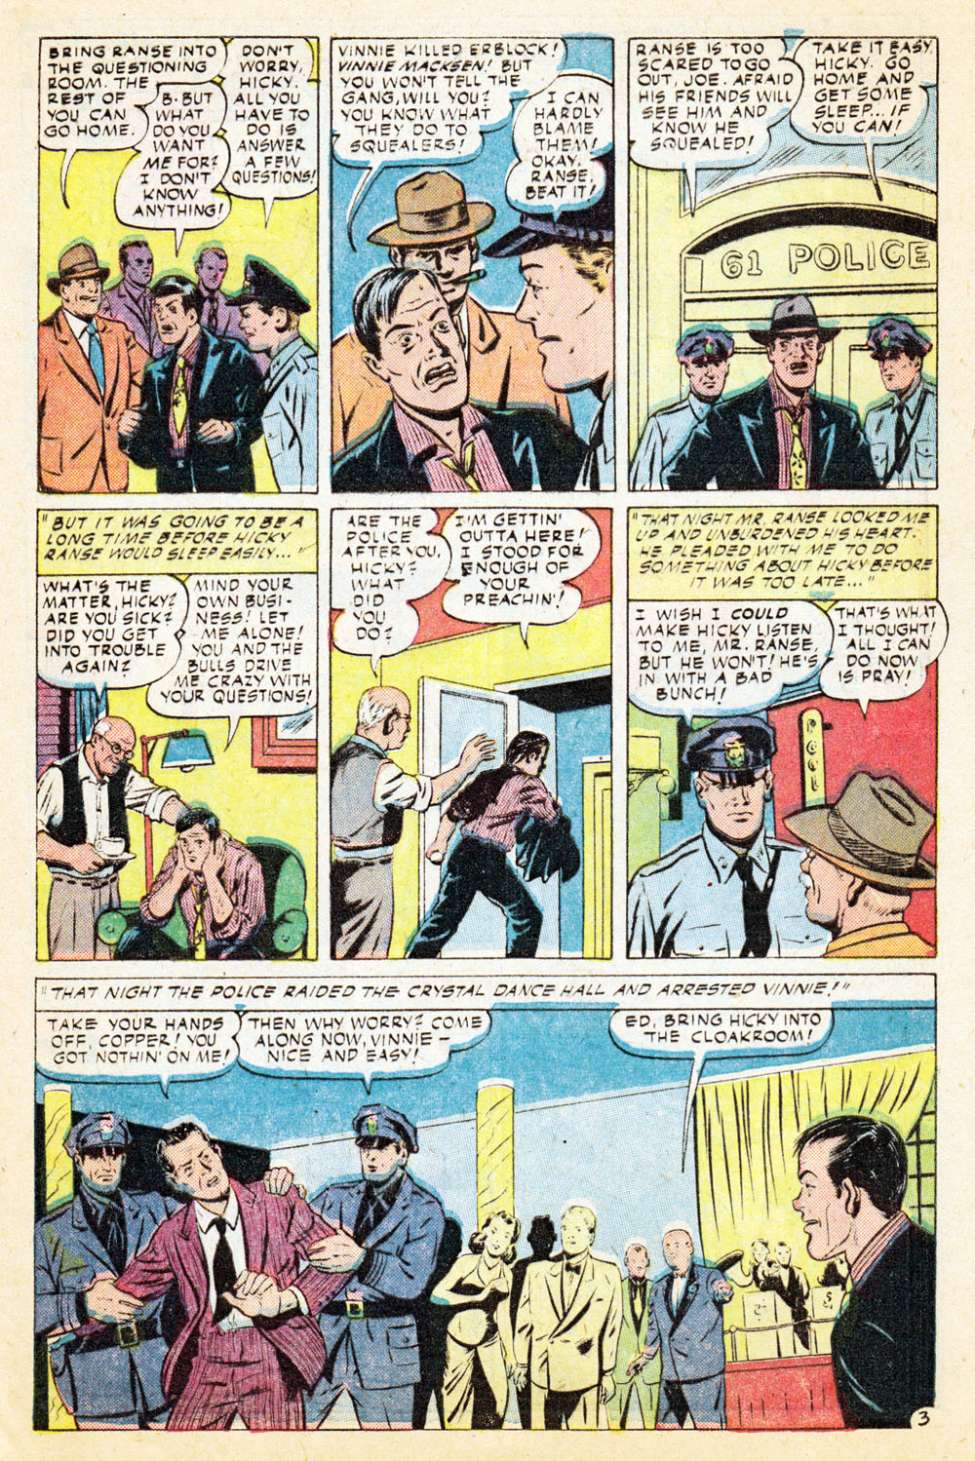 BRING RANSE INTO
THE QUESTIONING
ROOM. THE
REST OF
YOU CAN
GO HOME.
B-BUT
WHAT
DO YOU
WANT
ME FOR?
I DON'T
KNOW
ANYTHING!
DON'T
WORRY,
HICKY.
ALL YOU
HAVE TO
DO IS
ANSWER
A FEW
QUESTIONS!
VINNIE KILLED ERBLOCK!
VINNIE MACKSEN! BUT
YOU WON'T TELL THE
GANG, WILL YOU?
YOU KNOW WHAT
THEY DO TO
SQUEALERS!
I CAN
HARDLY
BLAME
THEM!
OKAY,
RANSE,
BEAT IT!
RANSE IS TOO
SCARED TO GO
OUT, JOE. AFRAID
HIS FRIENDS WILL
SEE HIM AND
KNOW HE
SQUEALED!
TAKE IT EASY,
HICKY. GO
HOME AND
GET SOME
SLEEP... IF
YOU CAN!
61 POLICE
"BUT IT WAS GOING TO BE A
LONG TIME BEFORE HICKY
RANSE WOULD SLEEP EASILY..."
WHAT'S THE
MATTER, HICKY?
ARE YOU SICK?
DID YOU GET
INTO TROUBLE
AGAIN?
MIND YOUR
OWN BUSI-
NESS! LET
ME ALONE!
YOU AND THE
BULLS DRIVE
ME CRAZY WITH
YOUR QUESTIONS!
ARE THE
POLICE
AFTER YOU,
HICKY?
WHAT
DID
YOU
DO?
I'M GETTIN'
OUTTA HERE!
I STOOD FOR
ENOUGH OF
YOUR
PREACHIN'!
"THAT NIGHT MR. RANSE LOOKED ME
UP AND UNBURDENED HIS HEART.
HE PLEADED WITH ME TO DO
SOMETHING ABOUT HICKY BEFORE
IT WAS TOO LATE..."
I WISH I COULD
MAKE HICKY LISTEN
TO ME, MR. RANSE,
BUT HE WON'T! HE'S
IN WITH A BAD
BUNCH!
THAT'S WHAT
I THOUGHT!
ALL I CAN
DO NOW
IS PRAY!
POOL
"THAT NIGHT THE POLICE RAIDED THE CRYSTAL DANCE HALL AND ARRESTED VINNIE!"
TAKE YOUR HANDS
OFF, COPPER! YOU
GOT NOTHIN' ON ME!
THEN WHY WORRY? COME
ALONG NOW, VINNIE —
NICE AND EASY!
ED, BRING HICKY INTO
THE CLOAKROOM!
3